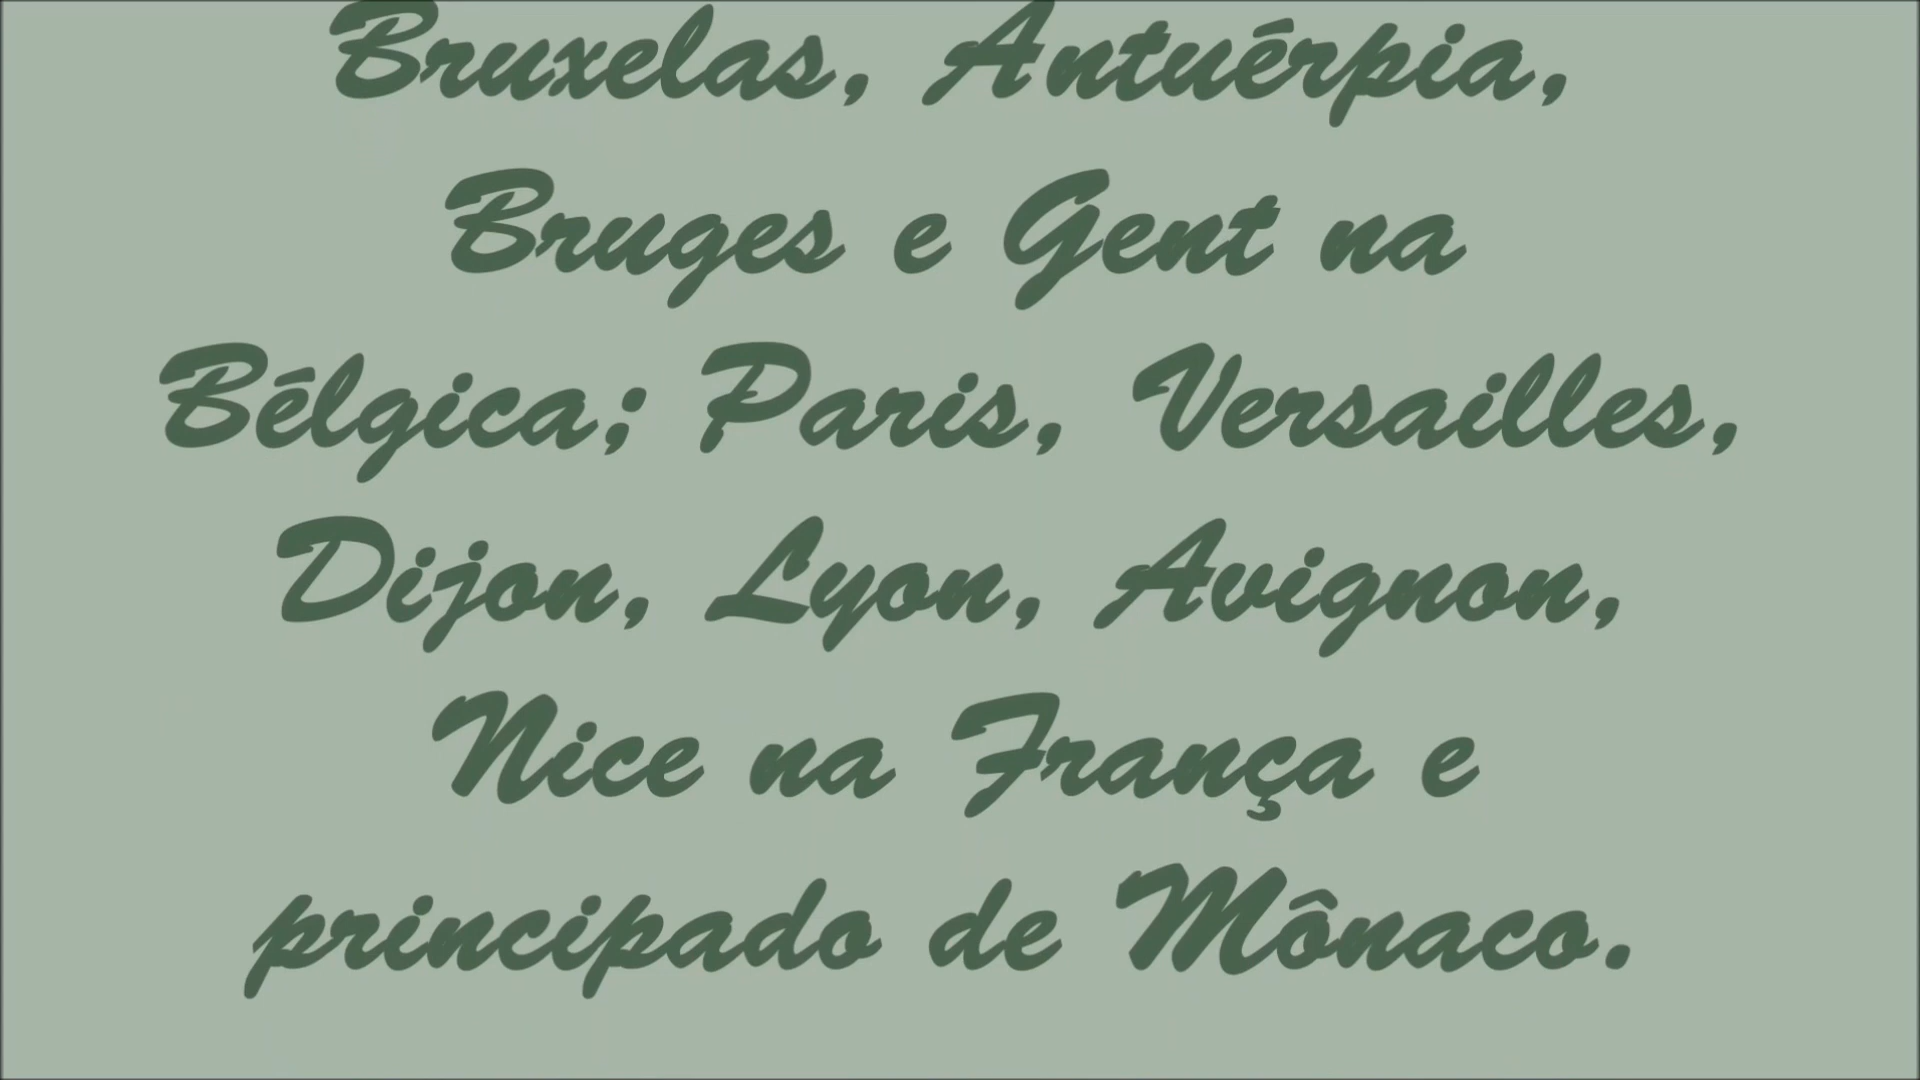 Bruxelas, Antuérpia,
Bruges e Gent na
Bélgica; Paris, Versailles,
Dijon, Lyon, Avignon,
Nice na França e
principado de Mônaco.